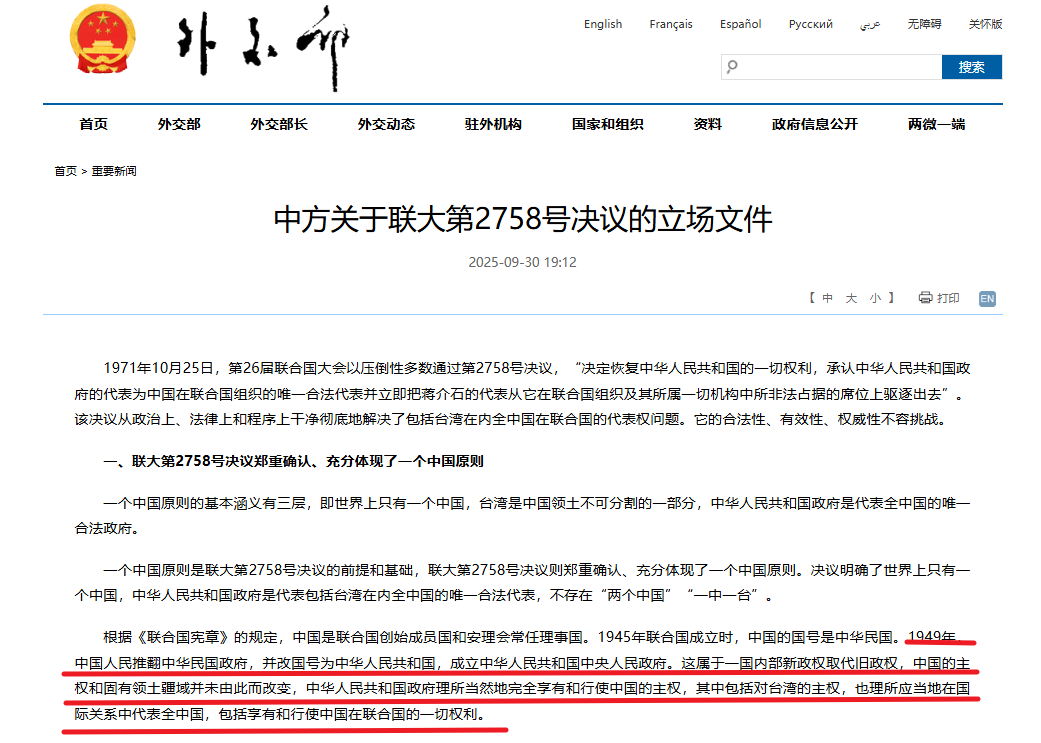 外交部
English Français Español Русский عربي 无障碍 关怀版
搜索
首页 外交部 外交部长 外交动态 驻外机构 国家和组织 资料 政府信息公开 两微一端
首页 > 重要新闻
中方关于联大第2758号决议的立场文件
2025-09-30 19:12
【 中 大 小 】 打印 EN
1971年10月25日，第26届联合国大会以压倒性多数通过第2758号决议，“决定恢复中华人民共和国的一切权利，承认中华人民共和国政
府的代表为中国在联合国组织的唯一合法代表并立即把蒋介石的代表从它在联合国组织及其所属一切机构中所非法占据的席位上驱逐出去”。
该决议从政治上、法律上和程序上干净彻底地解决了包括台湾在内全中国在联合国的代表权问题。它的合法性、有效性、权威性不容挑战。
一、联大第2758号决议郑重确认、充分体现了一个中国原则
一个中国原则的基本涵义有三层，即世界上只有一个中国，台湾是中国领土不可分割的一部分，中华人民共和国政府是代表全中国的唯一
合法政府。
一个中国原则是联大第2758号决议的前提和基础，联大第2758号决议则郑重确认、充分体现了一个中国原则。决议明确了世界上只有一
个中国，中华人民共和国政府是代表包括台湾在内全中国的唯一合法代表，不存在“两个中国”“一中一台”。
根据《联合国宪章》的规定，中国是联合国创始成员国和安理会常任理事国。1945年联合国成立时，中国的国号是中华民国。1949年，
中国人民推翻中华民国政府，并改国号为中华人民共和国，成立中华人民共和国中央人民政府。这属于一国内部新政权取代旧政权，中国的主
权和固有领土疆域并未由此而改变，中华人民共和国政府理所当然地完全享有和行使中国的主权，其中包括对台湾的主权，也理所应当地在国
际关系中代表全中国，包括享有和行使中国在联合国的一切权利。